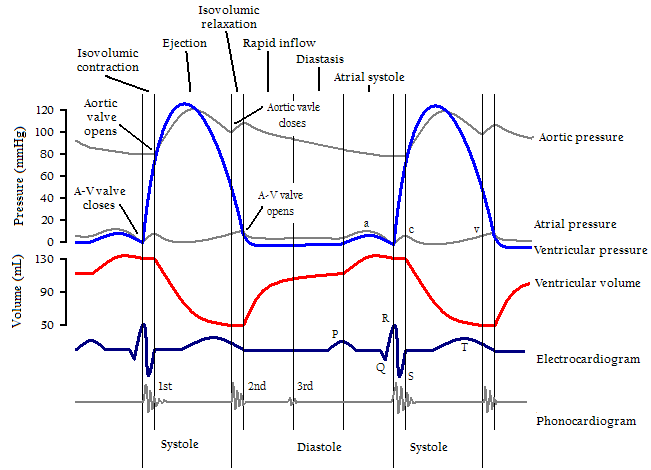 Isovolumic
relaxation
Ejection
Rapid inflow
Isovolumic
contraction
Diastasis
Atrial systole
Aortic
valve
opens
Aortic vavle
closes
A-V valve
closes
A-V valve
opens
Pressure (mmHg)
120
100
80
60
40
20
0
a
c
v
Aortic pressure
Atrial pressure
Ventricular pressure
Volume (mL)
130
90
50
Ventricular volume
R
P
Q
S
T
Electrocardiogram
1st
2nd
3rd
Phonocardiogram
Systole
Diastole
Systole